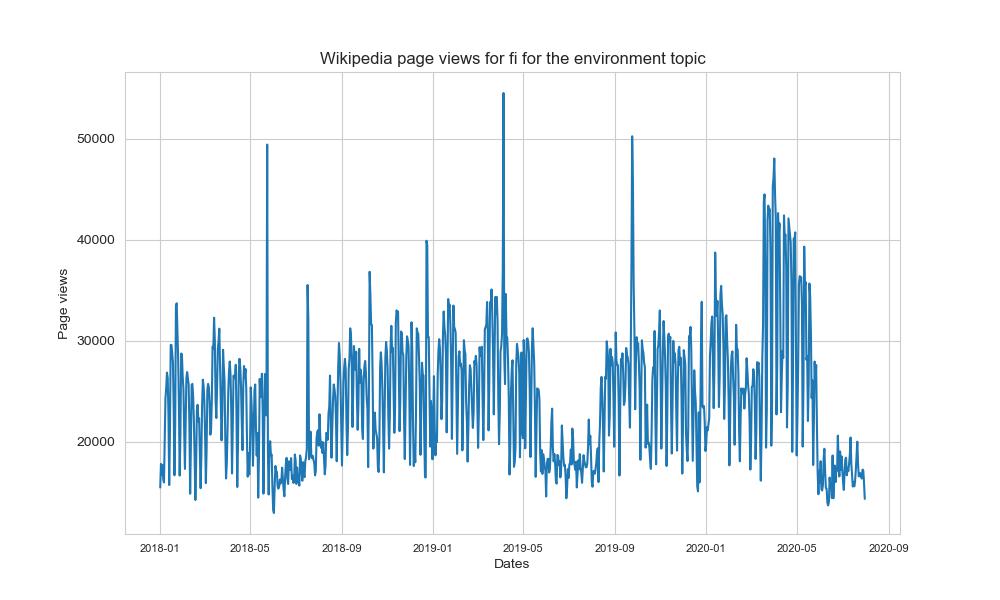 Wikipedia page views for fi for the environment topic
50000
40000
30000
20000
Page views
2018-01 2018-05 2018-09 2019-01 2019-05 2019-09 2020-01 2020-05 2020-09
Dates